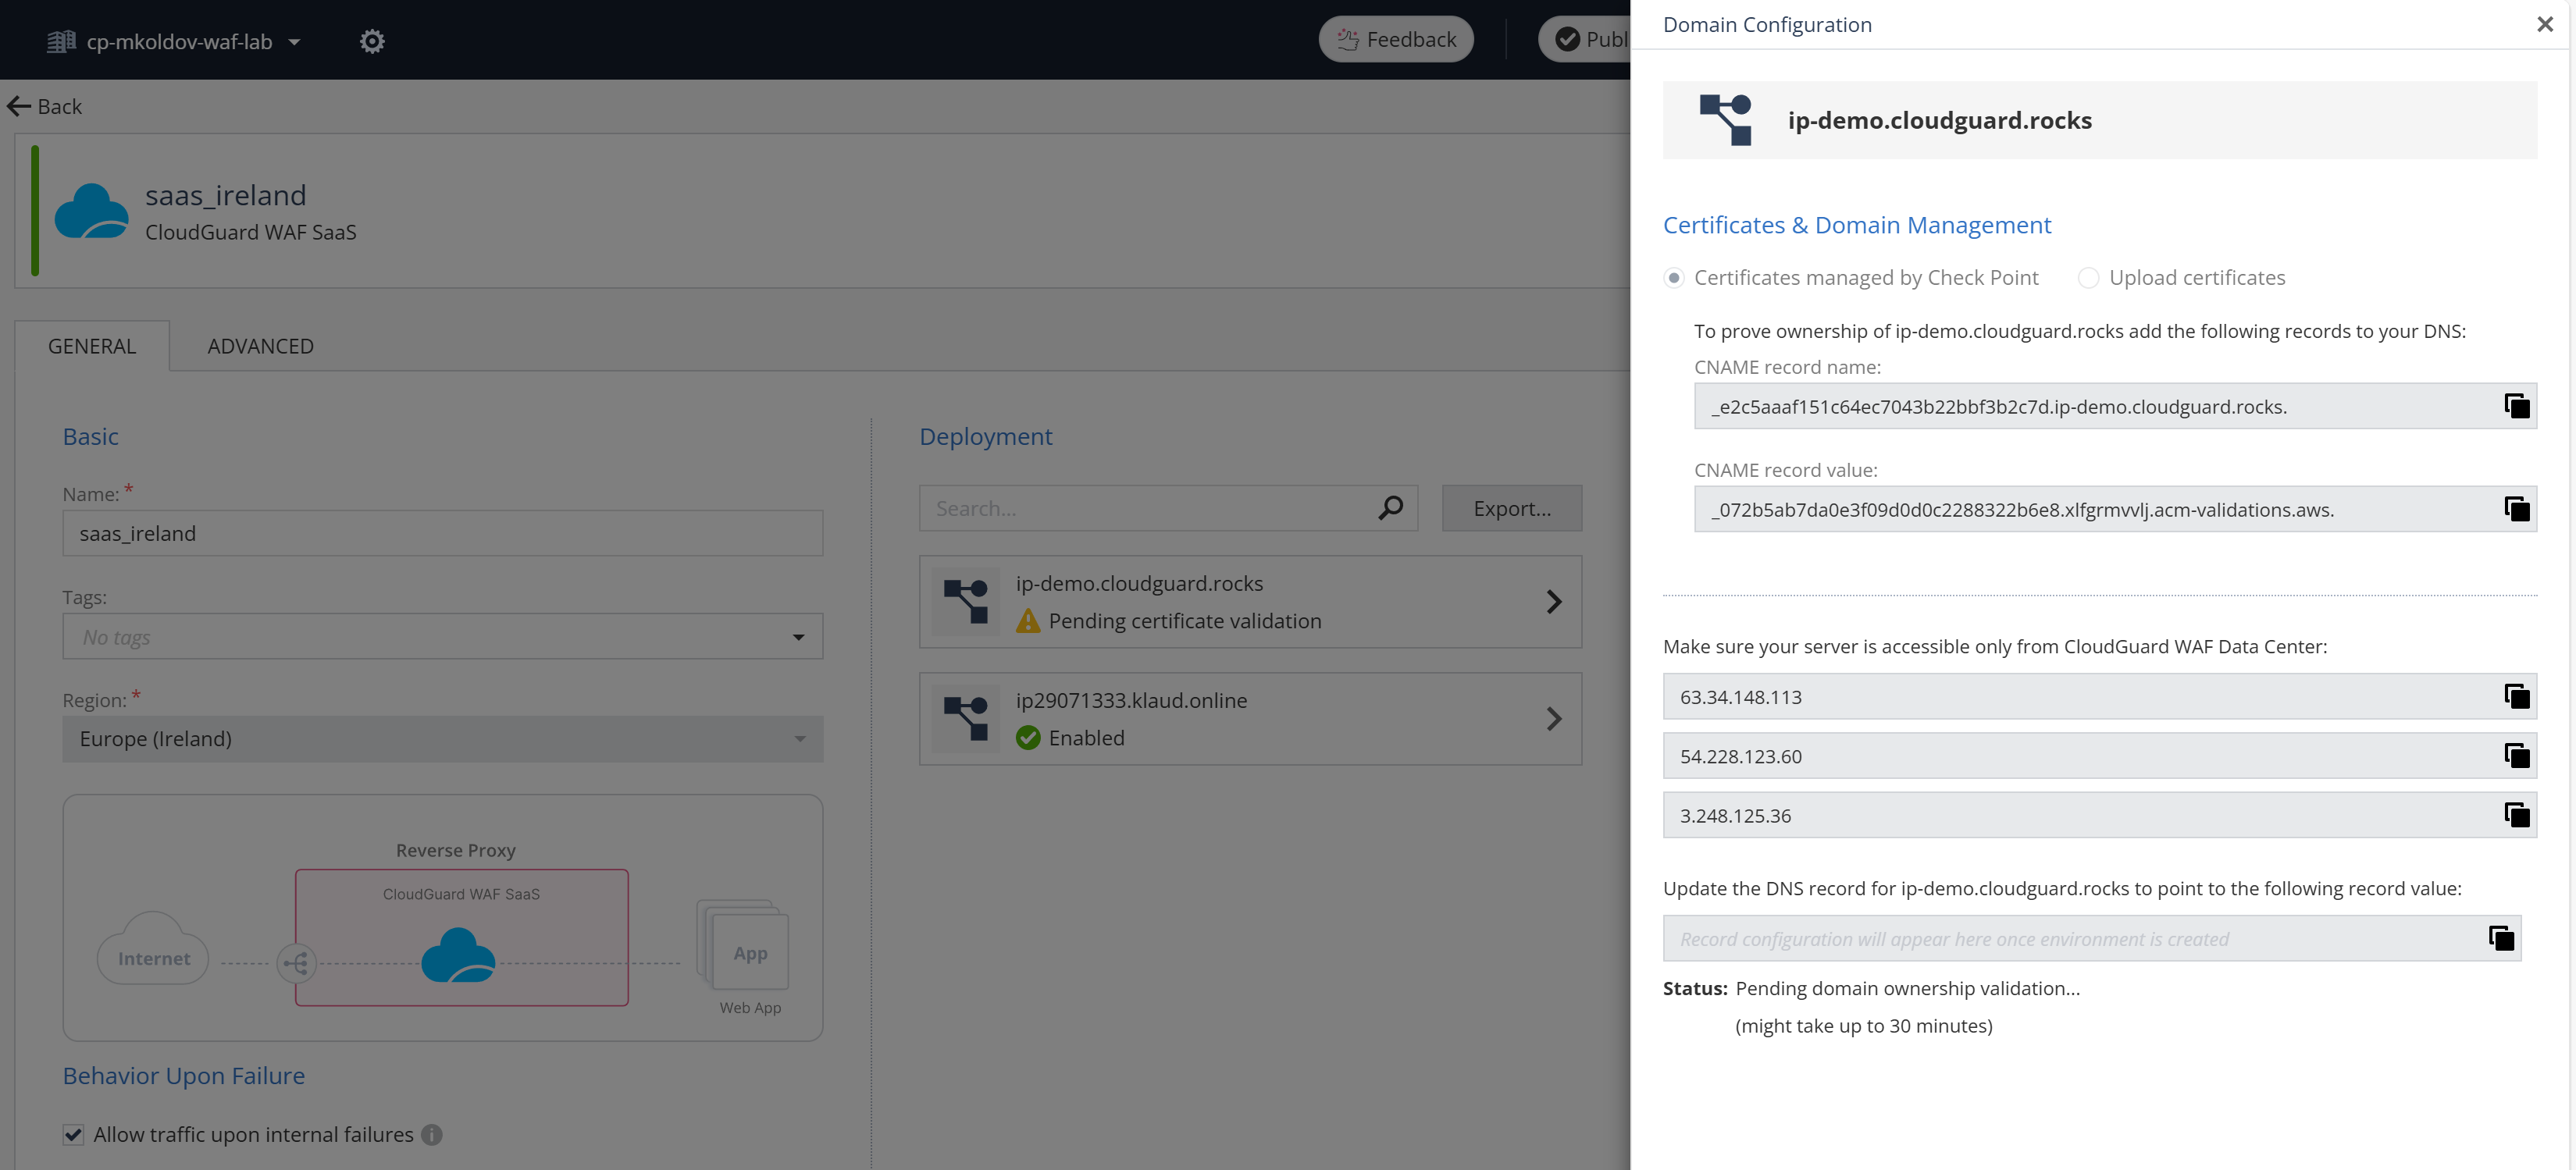 cp-mkoldov-waf-lab
Feedback
Publ
Back
saas_ireland
CloudGuard WAF SaaS
GENERAL
ADVANCED
Basic
Name: *
saas_ireland
Tags:
No tags
Region: *
Europe (Ireland)
Reverse Proxy
CloudGuard WAF SaaS
Internet
App
Web App
Behavior Upon Failure
Allow traffic upon internal failures
Deployment
Search...
Export...
ip-demo.cloudguard.rocks
Pending certificate validation
ip29071333.klaud.online
Enabled
Domain Configuration
ip-demo.cloudguard.rocks
Certificates & Domain Management
Certificates managed by Check Point
Upload certificates
To prove ownership of ip-demo.cloudguard.rocks add the following records to your DNS:
CNAME record name:
_e2c5aaaf151c64ec7043b22bbf3b2c7d.ip-demo.cloudguard.rocks.
CNAME record value:
_072b5ab7da0e3f09d0d0c2288322b6e8.xlfgrmvvlj.acm-validations.aws.
Make sure your server is accessible only from CloudGuard WAF Data Center:
63.34.148.113
54.228.123.60
3.248.125.36
Update the DNS record for ip-demo.cloudguard.rocks to point to the following record value:
Record configuration will appear here once environment is created
Status: Pending domain ownership validation...
(might take up to 30 minutes)